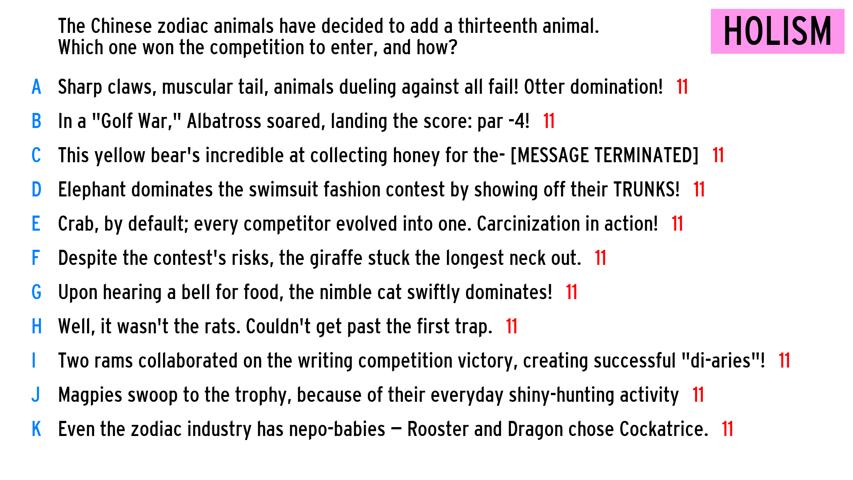 The Chinese zodiac animals have decided to add a thirteenth animal.
Which one won the competition to enter, and how?
HOLISM
A Sharp claws, muscular tail, animals dueling against all fail! Otter domination! 11
B In a "Golf War," Albatross soared, landing the score: par -4! 11
C This yellow bear's incredible at collecting honey for the- [MESSAGE TERMINATED] 11
D Elephant dominates the swimsuit fashion contest by showing off their TRUNKS! 11
E Crab, by default; every competitor evolved into one. Carcinization in action! 11
F Despite the contest's risks, the giraffe stuck the longest neck out. 11
G Upon hearing a bell for food, the nimble cat swiftly dominates! 11
H Well, it wasn't the rats. Couldn't get past the first trap. 11
I Two rams collaborated on the writing competition victory, creating successful "di-aries"! 11
J Magpies swoop to the trophy, because of their everyday shiny-hunting activity 11
K Even the zodiac industry has nepo-babies – Rooster and Dragon chose Cockatrice. 11